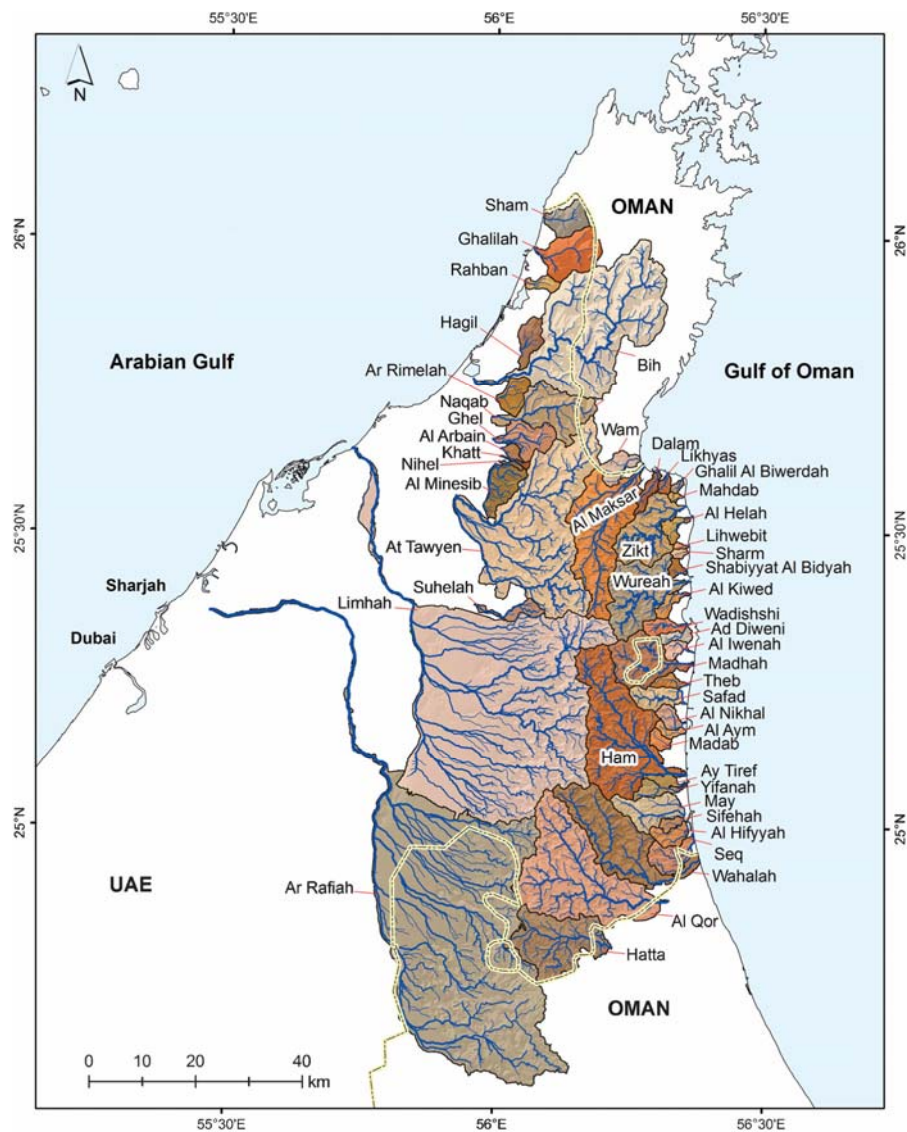 55°30'E
56°E
56°30'E
N
OMAN
Sham
26°N
26°N
Ghalilah
Rahban
Hagil
Arabian Gulf
Bih
Gulf of Oman
Ar Rimelah
Naqab
Ghel
Wam
Al Arbain
Dalam
Khatt
Likhyas
Nihel
Ghalil Al Biwerdah
Al Minesib
Mahdab
Al Maksar
Al Helah
25°30'N
25°30'N
Lihwebit
At Tawyen
Zikt
Sharm
Shabiyyat Al Bidyah
Sharjah
Suhelah
Wureah
Al Kiwed
Limhah
Wadishshi
Dubai
Ad Diweni
Al Iwenah
Madhah
Theb
Safad
Al Nikhal
Al Aym
Madab
Ham
Ay Tiref
Yifanah
25°N
25°N
May
Sifehah
Al Hifyyah
Seq
UAE
Ar Rafiah
Wahalah
Al Qor
Hatta
OMAN
0 10 20 40
km
55°30'E
56°E
56°30'E